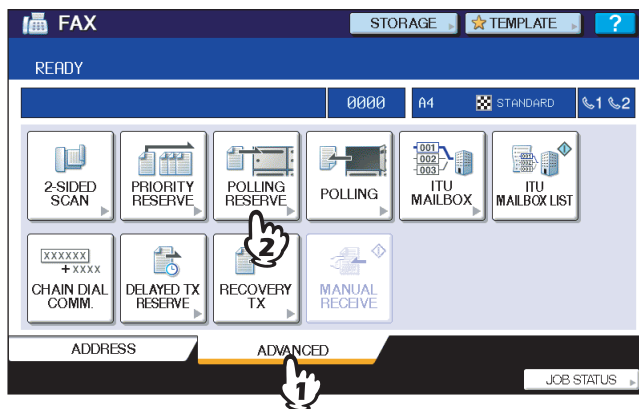 FAX
STORAGE
TEMPLATE
?
READY
0000
A4
STANDARD
1
2
2-SIDED
SCAN
PRIORITY
RESERVE
POLLING
RESERVE
POLLING
001
002
003
ITU
MAILBOX
ITU
MAILBOX LIST
2
XXXXXX
+XXXX
CHAIN DIAL
COMM.
DELAYED TX
RESERVE
RECOVERY
TX
MANUAL
RECEIVE
ADDRESS
ADVANCED
1
JOB STATUS